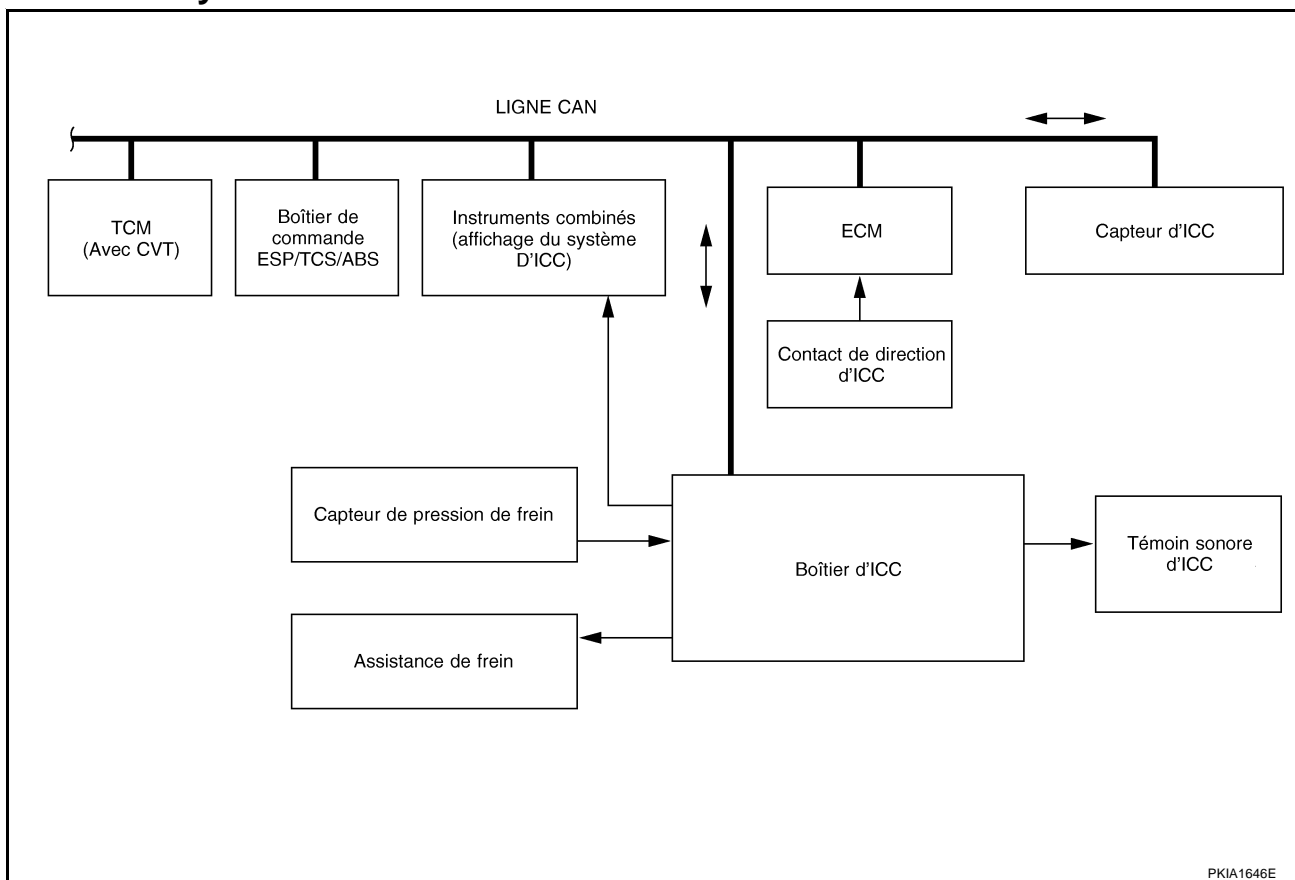 LIGNE CAN
TCM
(Avec CVT)
Boîtier de
commande
ESP/TCS/ABS
Instruments combinés
(affichage du système
D'ICC)
ECM
Capteur d'ICC
Contact de direction
d'ICC
Capteur de pression de frein
Boîtier d'ICC
Témoin sonore
d'ICC
Assistance de frein
PKIA1646E